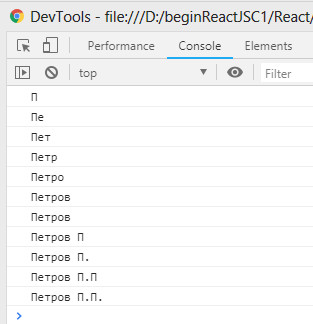 DevTools - file:///D:/beginReactJSC1/React/
Performance Console Elements
top Filter
П
Пе
Пет
Петр
Петро
Петров
Петров
Петров П
Петров П.
Петров П.П
Петров П.П.
>